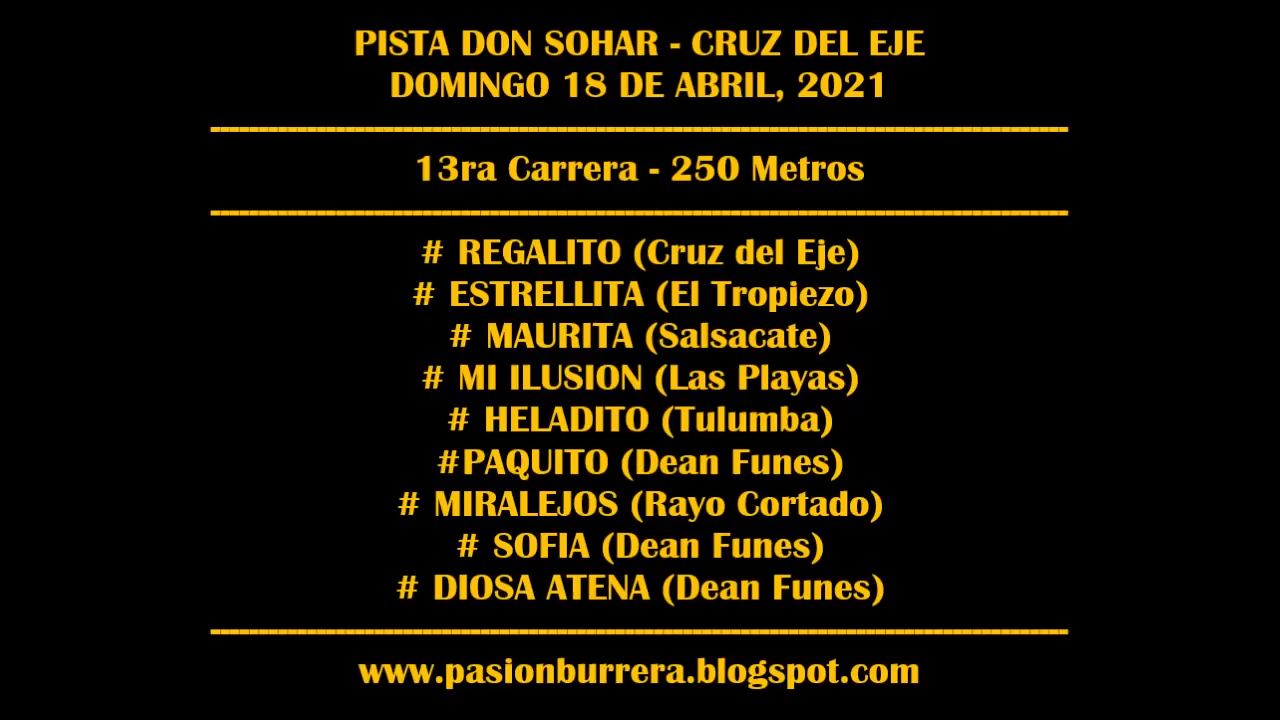 PISTA DON SOHAR - CRUZ DEL EJE
DOMINGO 18 DE ABRIL, 2021
13ra Carrera - 250 Metros
# REGALITO (Cruz del Eje)
# ESTRELLITA (El Tropiezo)
# MAURITA (Salsacate)
# MI ILUSION (Las Playas)
# HELADITO (Tulumba)
#PAQUITO (Dean Funes)
# MIRALEJOS (Rayo Cortado)
# SOFIA (Dean Funes)
# DIOSA ATENA (Dean Funes)
www.pasionburrera.blogspot.com